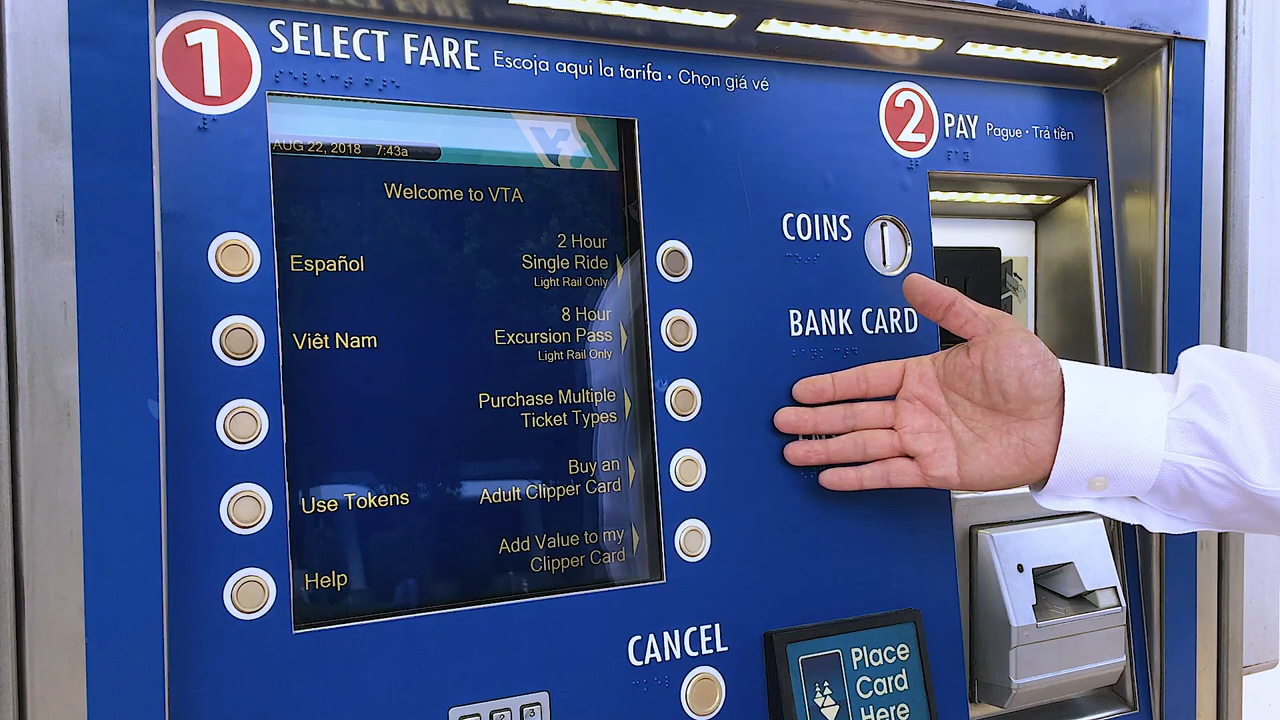 1 SELECT FARE Escoja aqui la tarifa • Chọn giá vé
AUG 22, 2018 7:43a
Welcome to VTA
Español
Việt Nam
Use Tokens
Help
2 Hour
Single Ride
Light Rail Only
8 Hour
Excursion Pass
Light Rail Only
Purchase Multiple
Ticket Types
Buy an
Adult Clipper Card
Add Value to my
Clipper Card
2 PAY Pague • Trả tiền
COINS
BANK CARD
CANCEL
Place
Card
Here
1 2 3